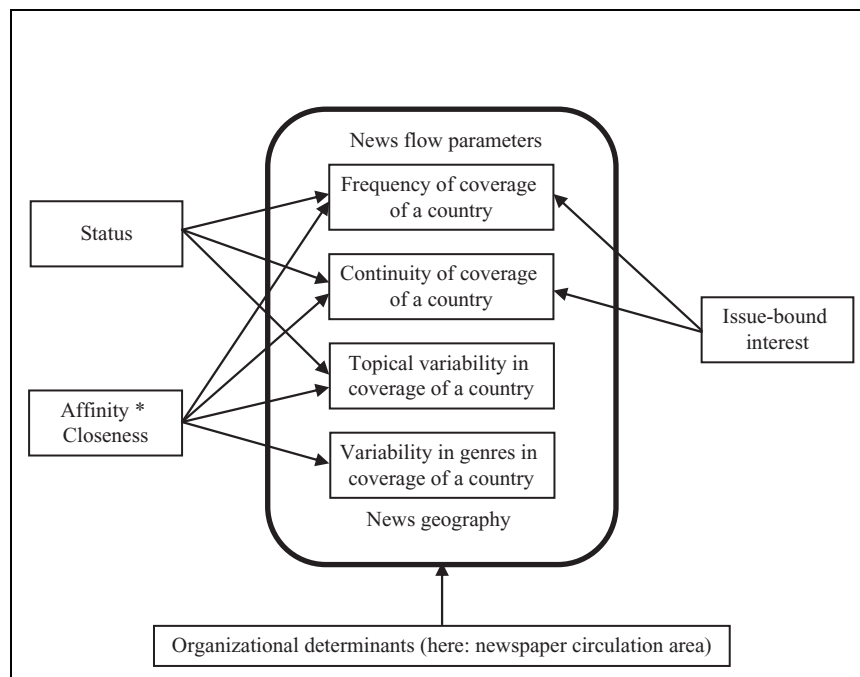 News flow parameters
Frequency of coverage
of a country
Status
Continuity of coverage
of a country
Issue-bound
interest
Topical variability in
coverage of a country
Affinity *
Closeness
Variability in genres in
coverage of a country
News geography
Organizational determinants (here: newspaper circulation area)